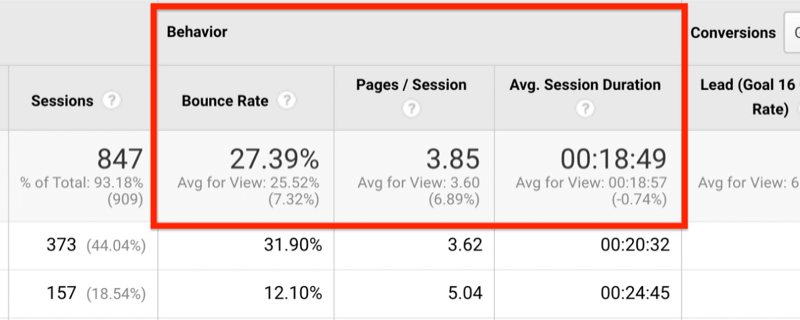 Behavior
Conversions
Sessions ?
Bounce Rate ?
Pages / Session
?
Avg. Session Duration
?
Lead (Goal 16
Rate)
847
% of Total: 93.18%
(909)
27.39%
Avg for View: 25.52%
(7.32%)
3.85
Avg for View: 3.60
(6.89%)
00:18:49
Avg for View: 00:18:57
(-0.74%)
Avg for View: 6
373 (44.04%) 31.90% 3.62 00:20:32
157 (18.54%) 12.10% 5.04 00:24:45